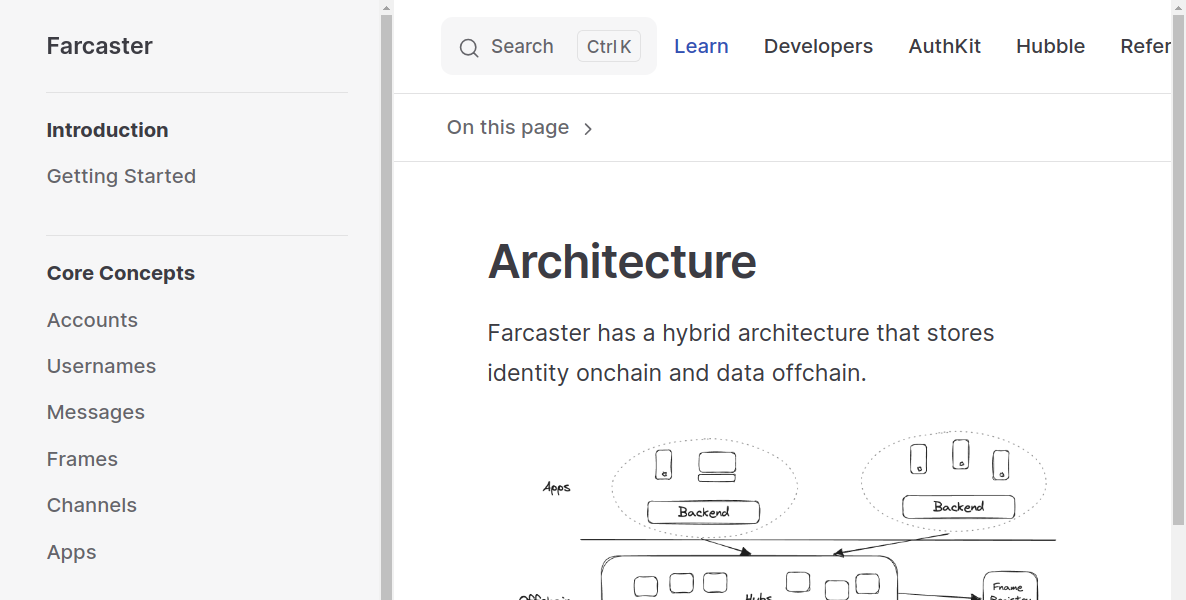 Farcaster
Introduction
Getting Started
Core Concepts
Accounts
Usernames
Messages
Frames
Channels
Apps
Search
Ctrl K
Learn
Developers
AuthKit
Hubble
Refer
On this page
Architecture
Farcaster has a hybrid architecture that stores
identity onchain and data offchain.
Apps
Backend
Backend
Hubs
Fname
Registry